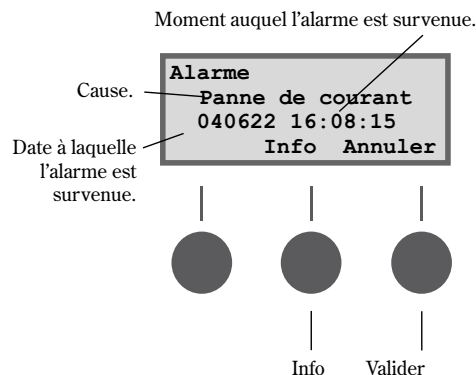 Moment auquel l'alarme est survenue.
Alarme
Cause.
Panne de courant
040622 16:08:15
Date à laquelle
l'alarme est
survenue.
Info Annuler
Info Valider